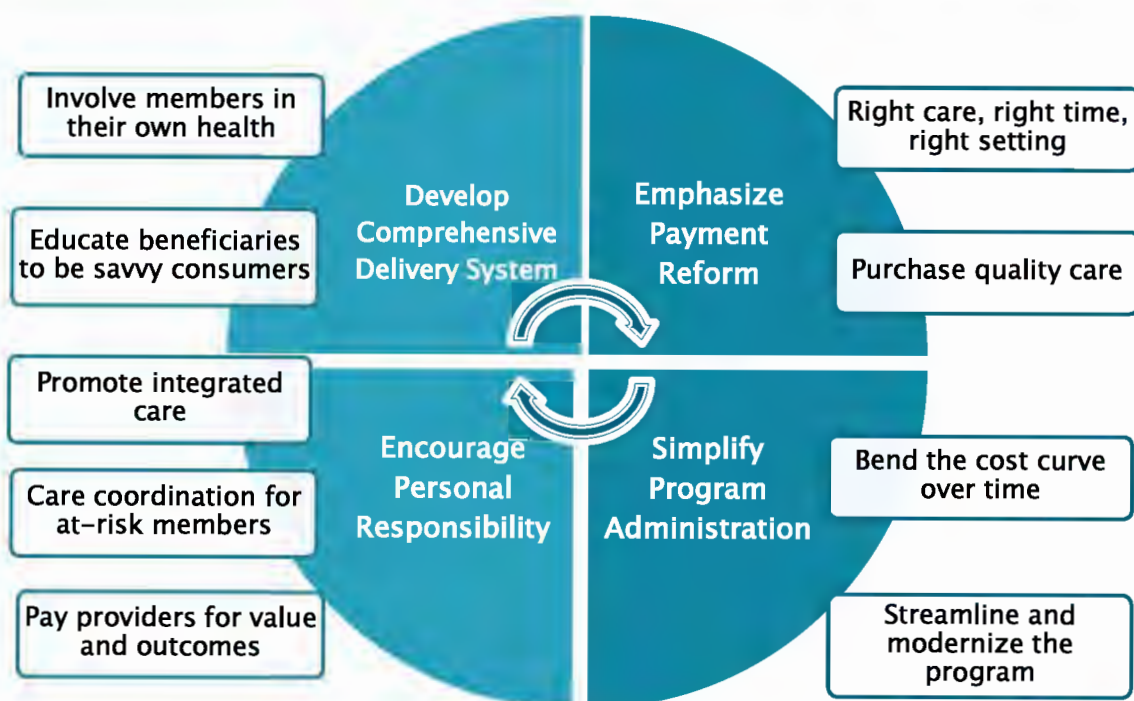 Involve members in
their own health
Educate beneficiaries
to be savvy consumers
Promote integrated
care
Care coordination for
at-risk members
Pay providers for value
and outcomes
Develop
Comprehensive
Delivery System
Emphasize
Payment
Reform
Encourage
Personal
Responsibility
Simplify
Program
Administration
Right care, right time,
right setting
Purchase quality care
Bend the cost curve
over time
Streamline and
modernize the
program